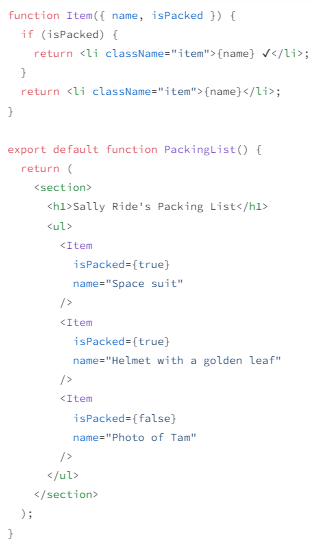 function Item({ name, isPacked }) {
  if (isPacked) {
    return <li className="item">{name} ✔</li>;
  }
  return <li className="item">{name}</li>;
}

export default function PackingList() {
  return (
    <section>
      <h1>Sally Ride's Packing List</h1>
      <ul>
        <Item
          isPacked={true}
          name="Space suit"
        />
        <Item
          isPacked={true}
          name="Helmet with a golden leaf"
        />
        <Item
          isPacked={false}
          name="Photo of Tam"
        />
      </ul>
    </section>
  );
}